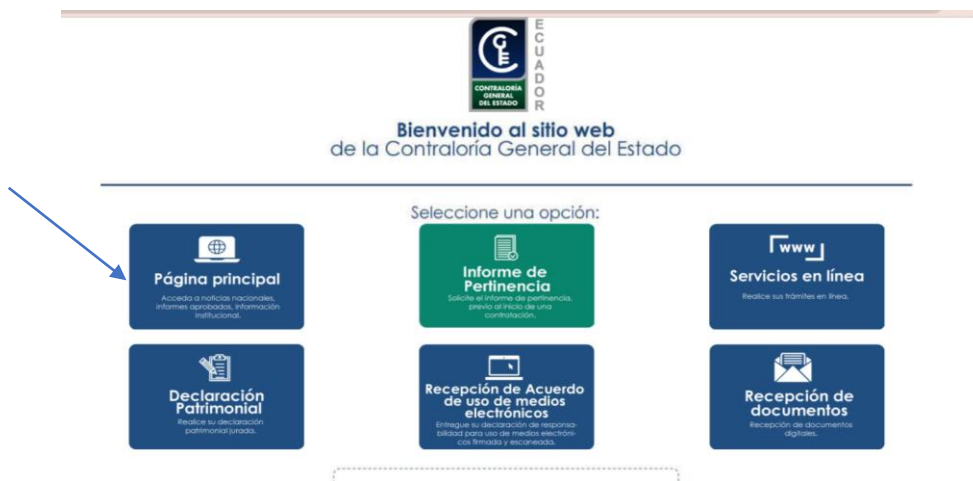 CGE
ECUADOR
CONTRALORÍA
GENERAL
DEL ESTADO
Bienvenido al sitio web
de la Contraloría General del Estado
Seleccione una opción:
Página principal
Acceda a noticias nacionales,
informes aprobados, información
institucional.
Informe de
Pertinencia
Solicite el informe de pertinencia,
previo al inicio de una
contratación.
www
Servicios en línea
Realice sus trámites en línea.
Declaración
Patrimonial
Realice su declaración
patrimonial jurada.
Recepción de Acuerdo
de uso de medios
electrónicos
Entregue su declaración de responsa-
bilidad para uso de medios electróni-
cos firmada y escaneada.
Recepción de
documentos
Recepción de documentos
digitales.